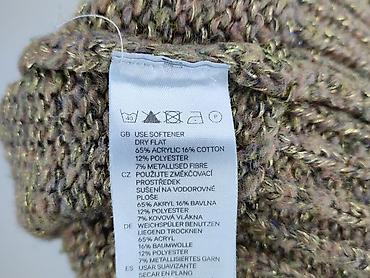 GB USE SOFTENER
DRY FLAT
65% ACRYLIC 16% COTTON
12% POLYESTER
7% METALLISED FIBRE
CZ POUŽIJTE ZMĚKČOVACÍ
PROSTŘEDEK
SUŠENÍ NA VODOROVNÉ
PLOŠE
65% AKRYL 16% BAVLNA
12% POLYESTER
7% KOVOVÁ VLÁKNA
DE WEICHSPÜLER BENUTZEN
LIEGEND TROCKNEN
65% ACRYL
16% BAUMWOLLE
12% POLYESTER
7% METALLISIERTES GARN
ES USAR SUAVIZANTE
SECAR EN PLANO